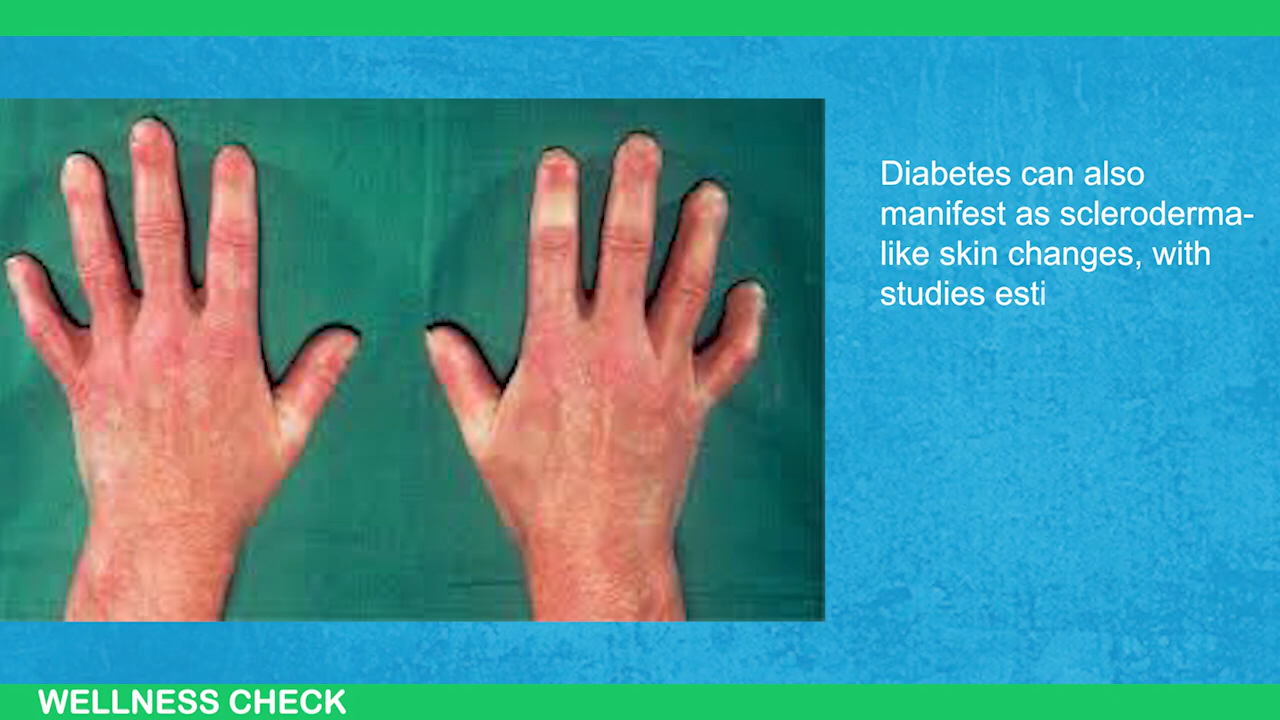 Diabetes can also
manifest as scleroderma-
like skin changes, with
studies esti
WELLNESS CHECK